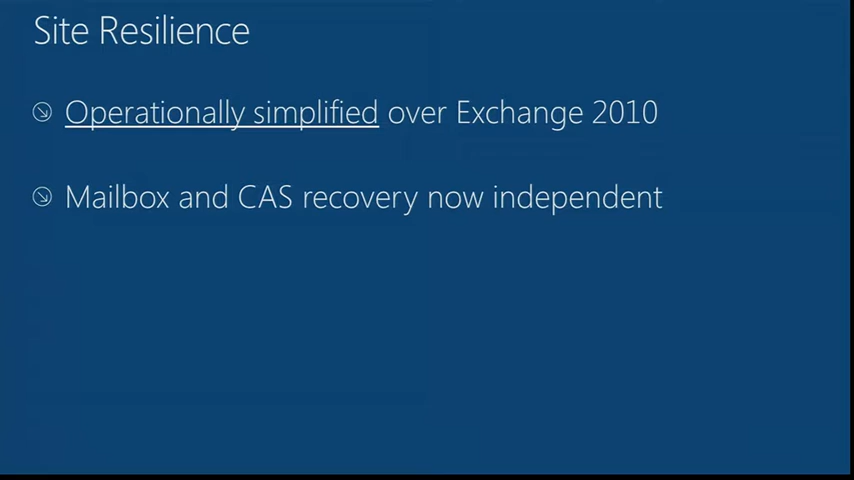 Site Resilience
Operationally simplified over Exchange 2010
Mailbox and CAS recovery now independent